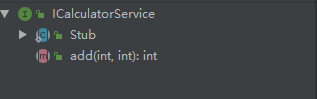 ICalculatorService
Stub
add(int, int): int